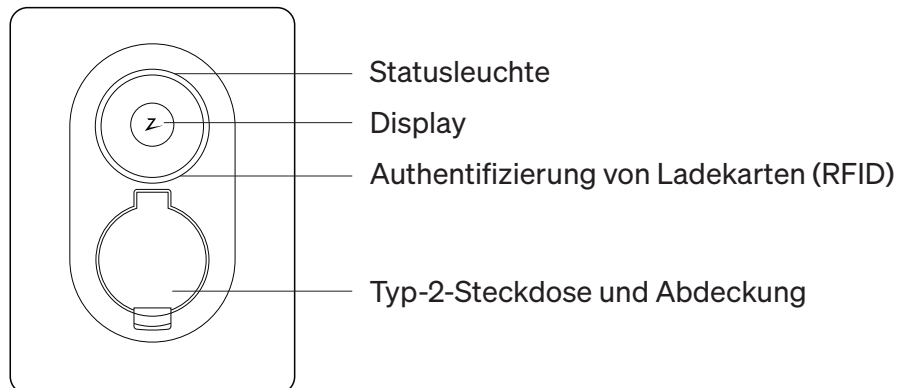 Statusleuchte
Display
Authentifizierung von Ladekarten (RFID)
Typ-2-Steckdose und Abdeckung